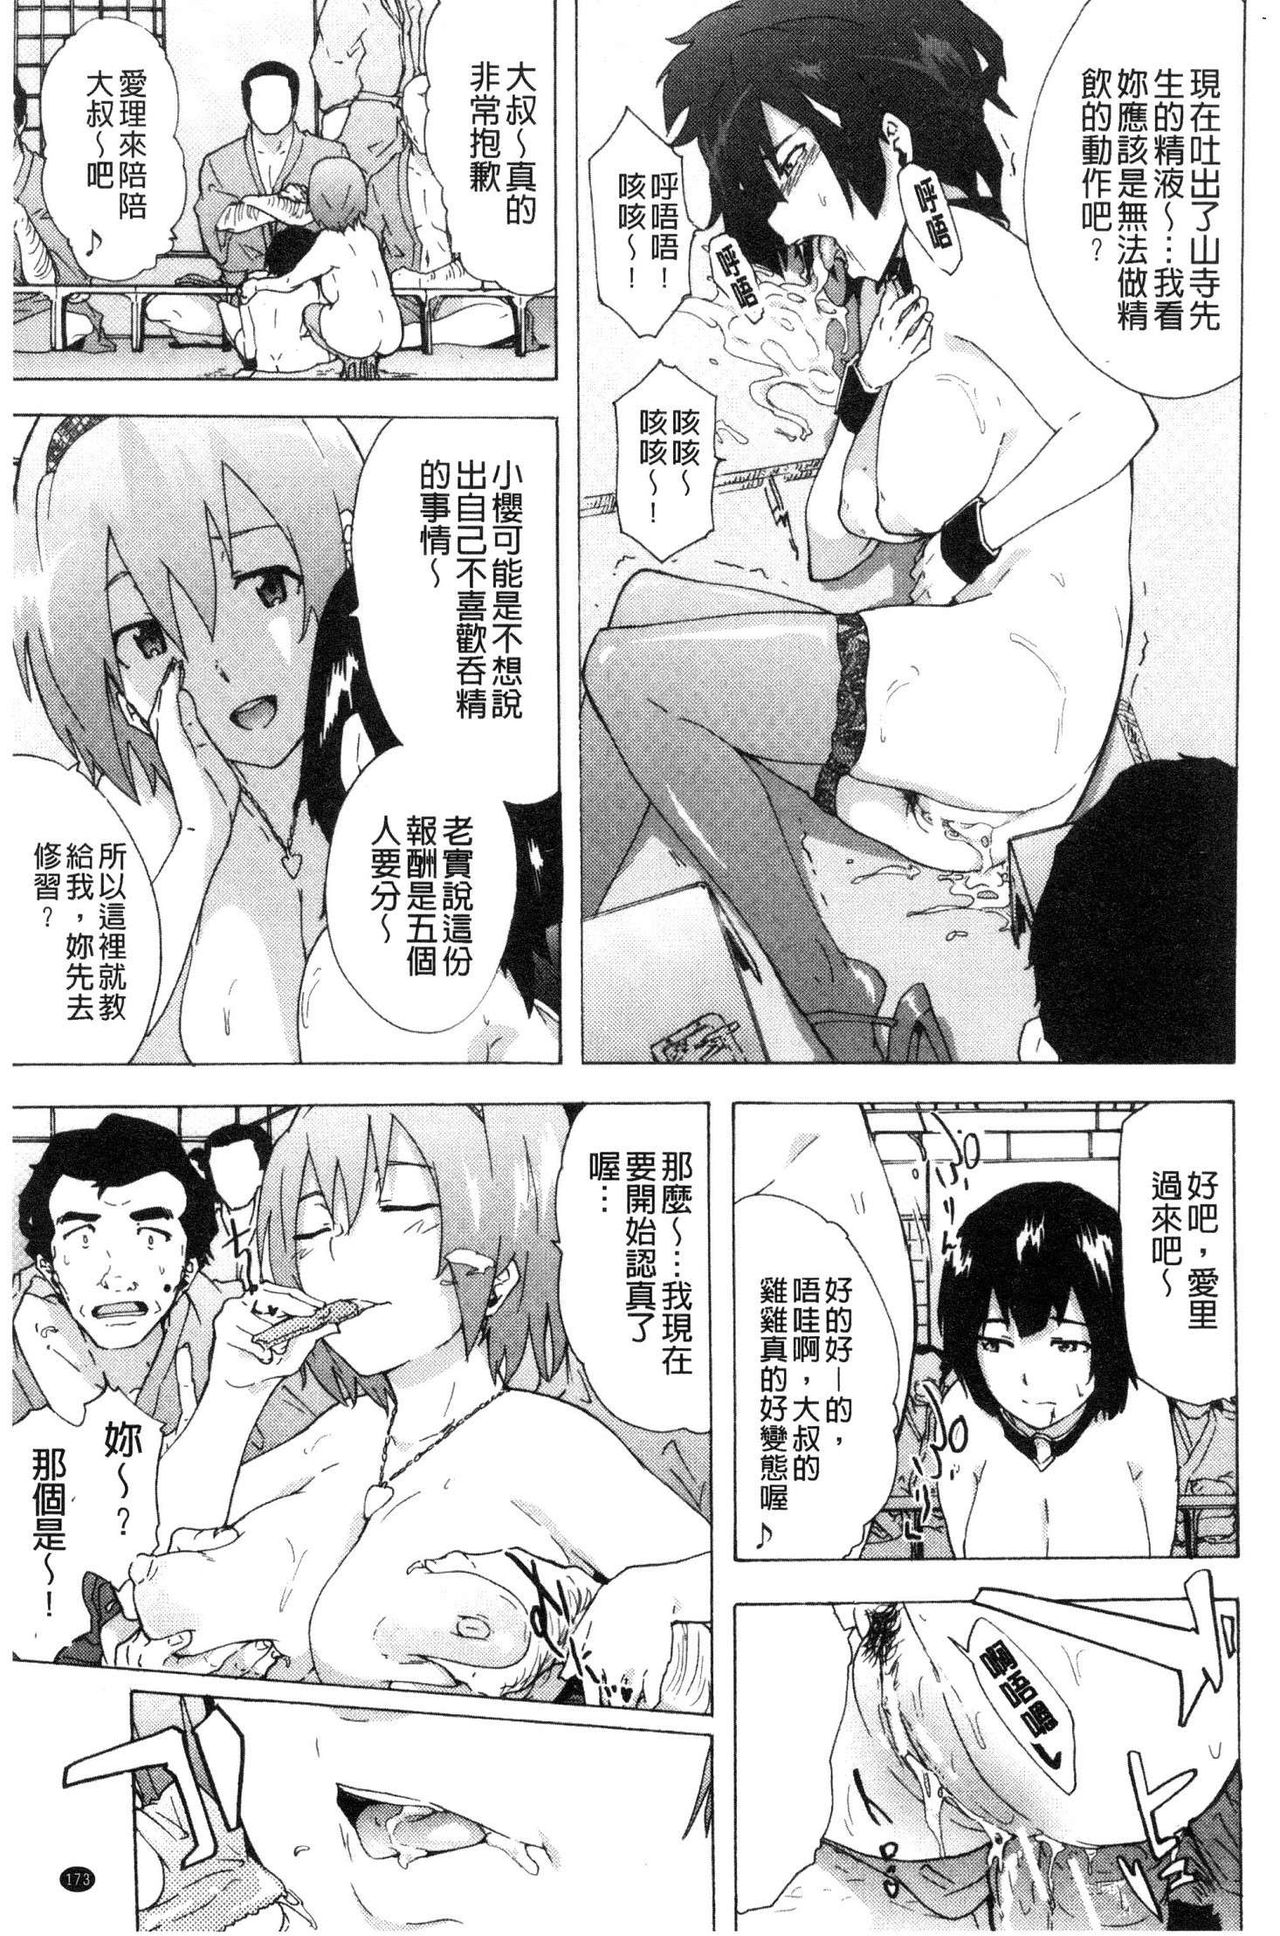 現在吐出了山寺先
生的精液～…我看
妳應該是無法做精
飲的動作吧？
呼唔
呼唔唔！
咳咳～！
呼唔
咳咳～
咳咳～！
大叔～真的
非常抱歉
愛理來陪陪
大叔～吧♪
小櫻可能是不想說
出自己不喜歡吞精
的事情～
老實說這份
報酬是五個
人要分～
所以這裡就教
給我，妳先去
修習？
好吧，愛里
過來吧～
好的好－的，
唔哇啊，大叔的
雞雞真的好變態喔♪
啊唔嗯
那麼～…我現在
要開始認真了
喔…
妳～？
那個是～！
173